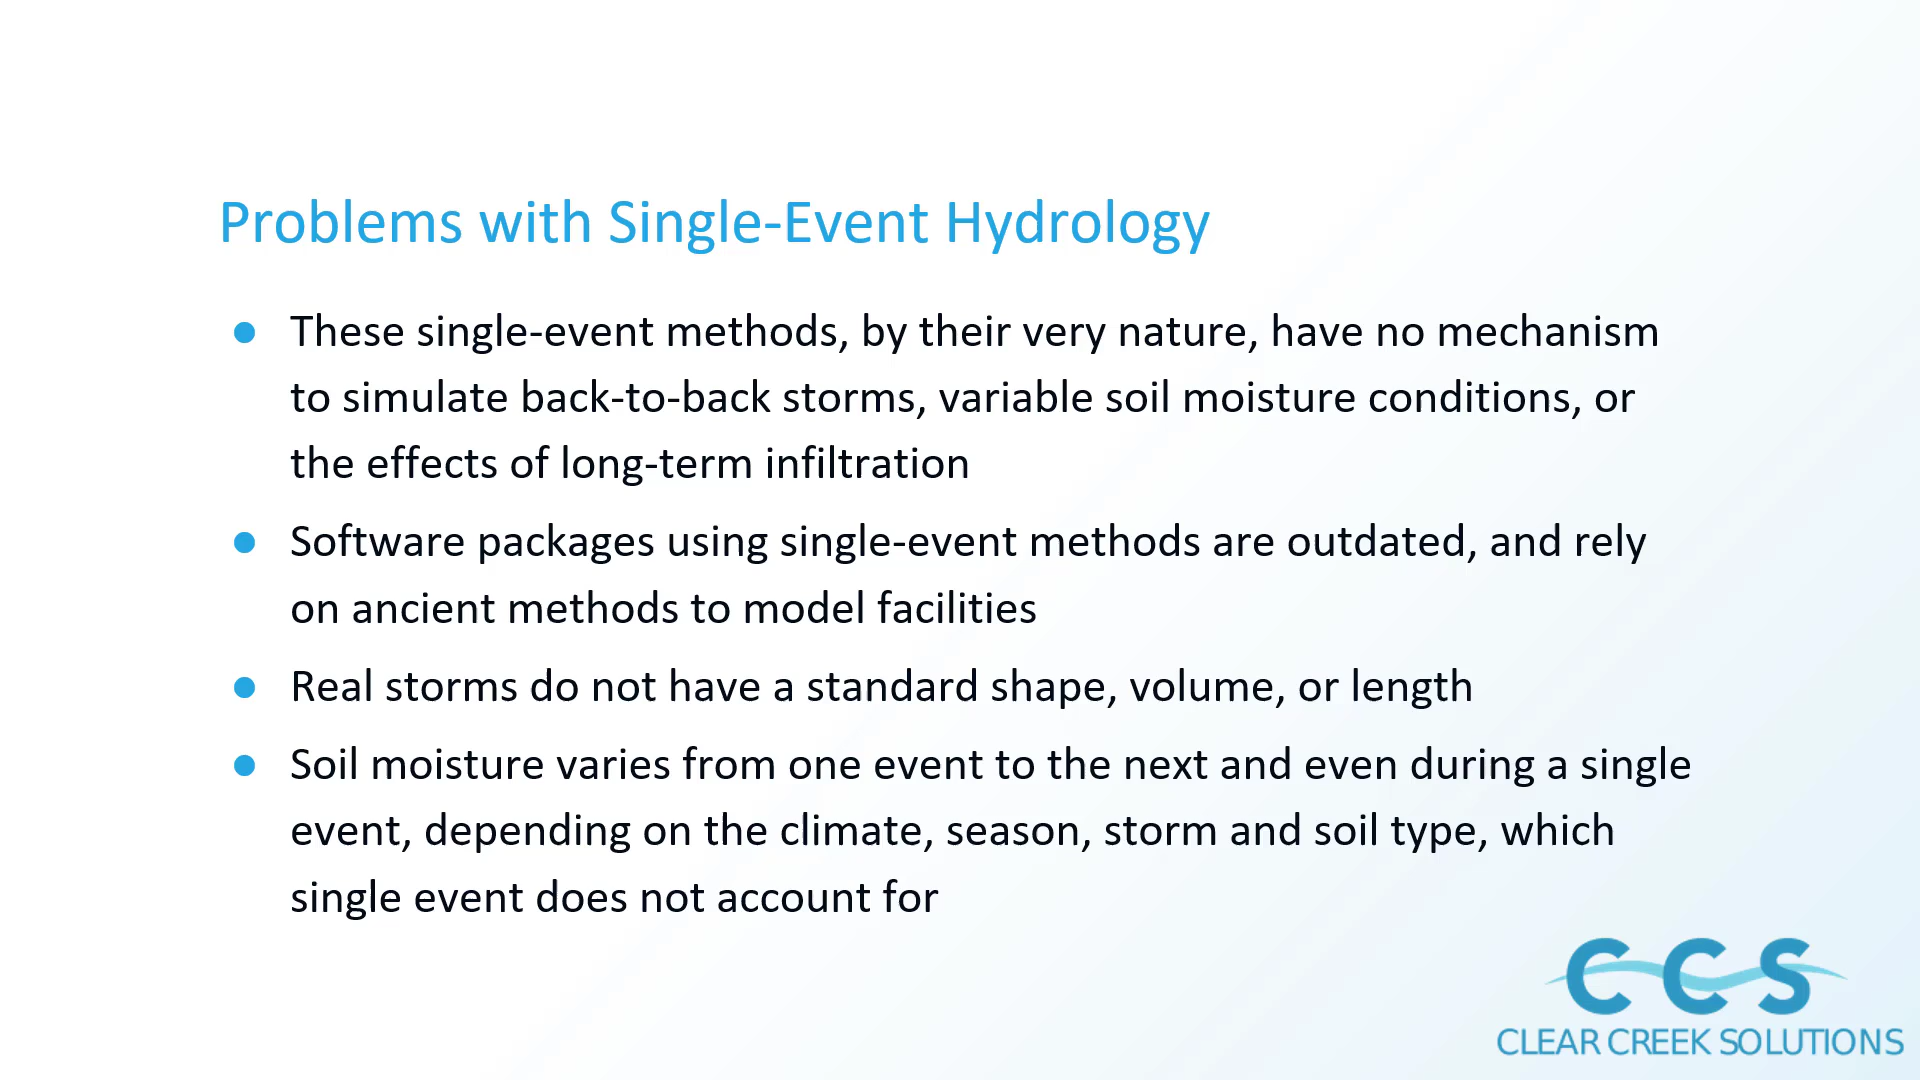 Problems with Single-Event Hydrology
These single-event methods, by their very nature, have no mechanism
to simulate back-to-back storms, variable soil moisture conditions, or
the effects of long-term infiltration
Software packages using single-event methods are outdated, and rely
on ancient methods to model facilities
Real storms do not have a standard shape, volume, or length
Soil moisture varies from one event to the next and even during a single
event, depending on the climate, season, storm and soil type, which
single event does not account for
CCS
CLEAR CREEK SOLUTIONS